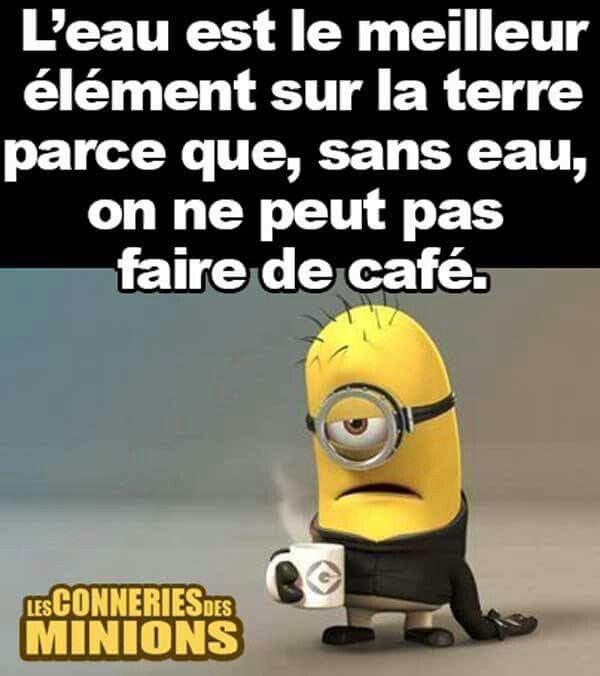 L'eau est le meilleur
élément sur la terre
parce que, sans eau,
on ne peut pas
faire de café.
LES CONNERIES DES
MINIONS